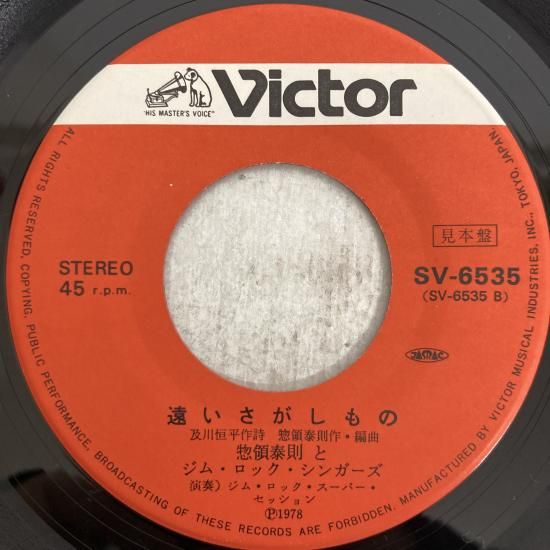 Victor
"HIS MASTER'S VOICE"
STEREO
45 r.p.m.
見本盤
SV-6535
(SV-6535 B)
JASRAC
遠いさがしもの
及川恒平作詩 惣領泰則作・編曲
惣領泰則 と
ジム・ロック・シンガーズ
演奏) ジム・ロック・スーパー・
セッション
Ⓟ1978
ALL RIGHTS RESERVED, COPYING, PUBLIC PERFORMANCE, BROADCASTING OF THESE RECORDS ARE FORBIDDEN. MANUFACTURED BY VICTOR MUSICAL INDUSTRIES, INC., TOKYO, JAPAN.